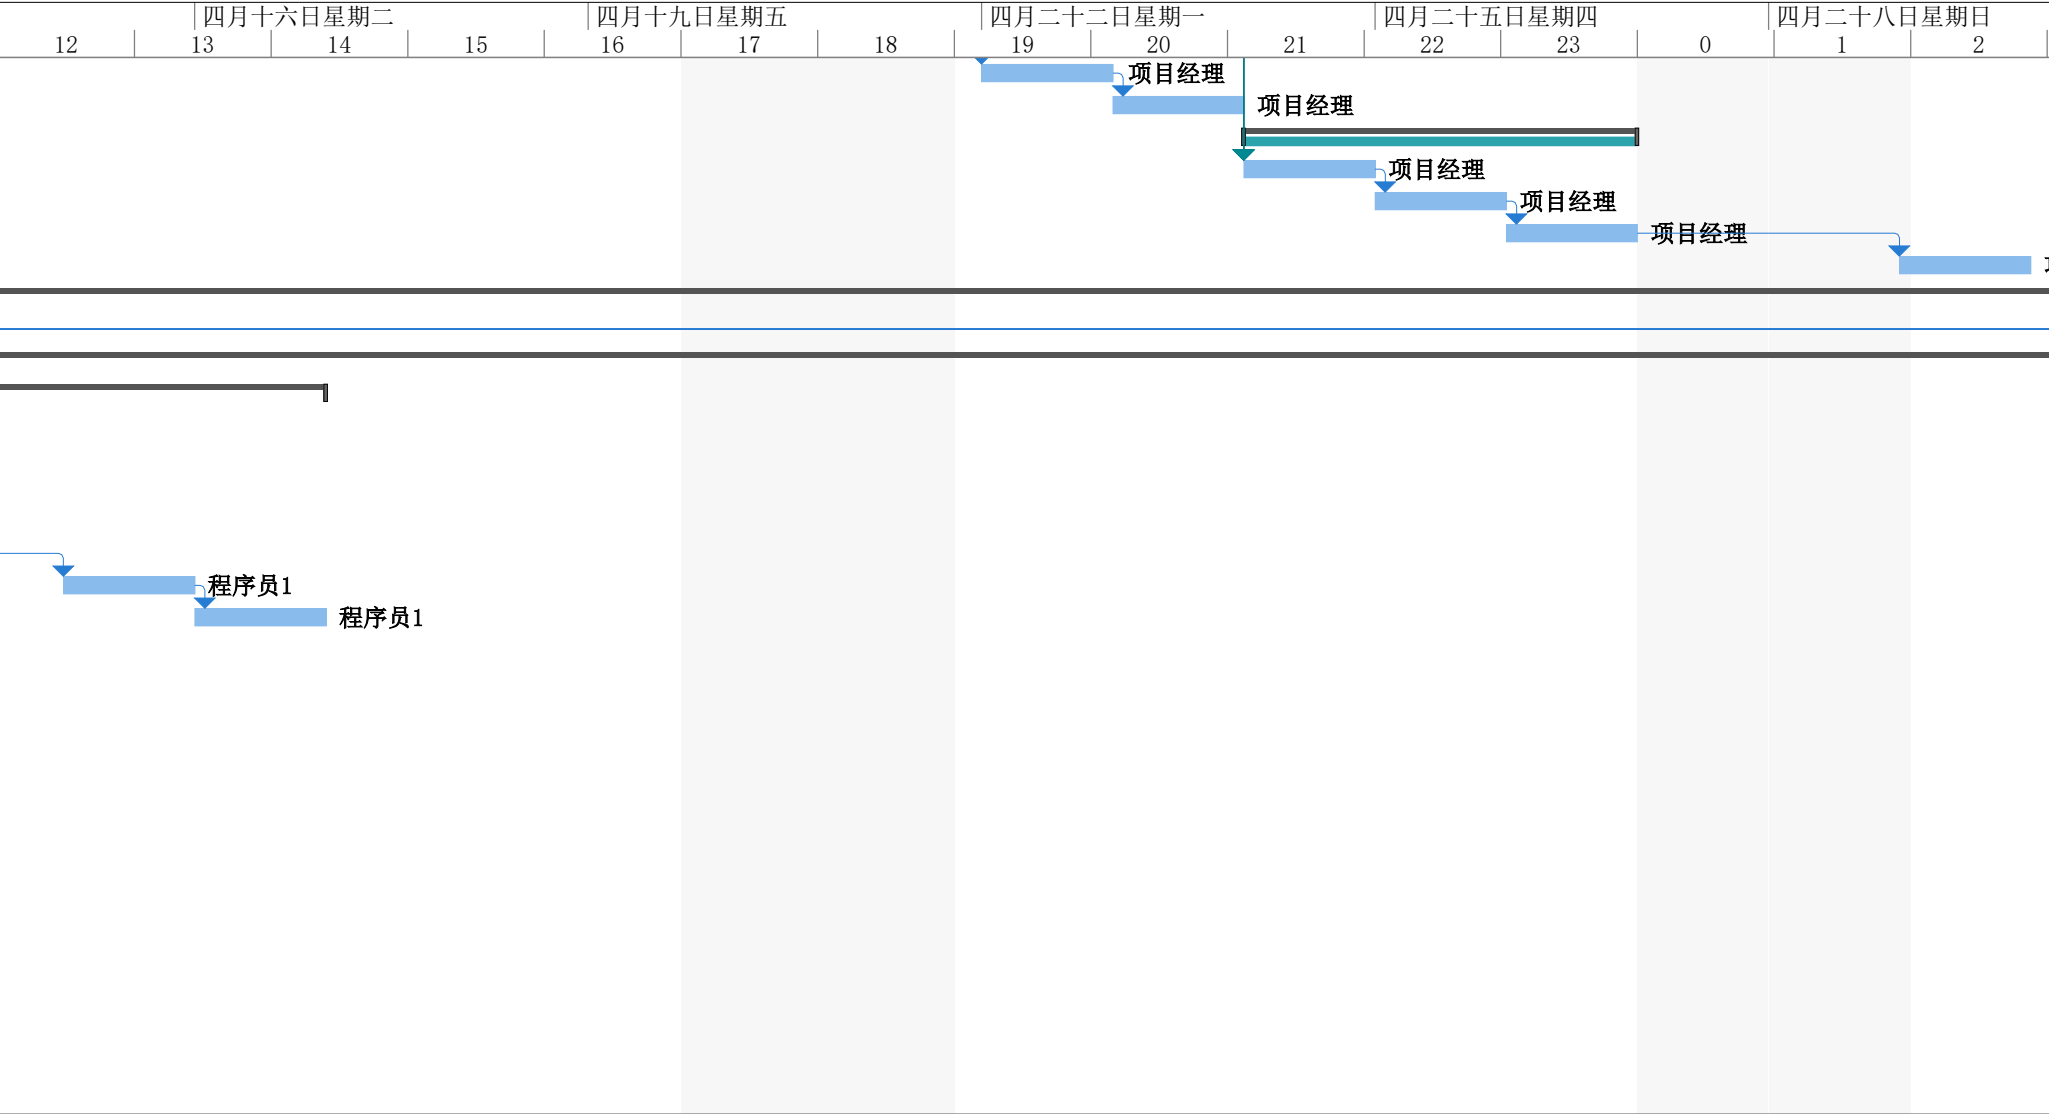 四月十六日星期二 四月十九日星期五 四月二十二日星期一 四月二十五日星期四 四月二十八日星期日
12 13 14 15 16 17 18 19 20 21 22 23 0 1 2
项目经理
项目经理
项目经理
项目经理
项目经理
程序员1
程序员1